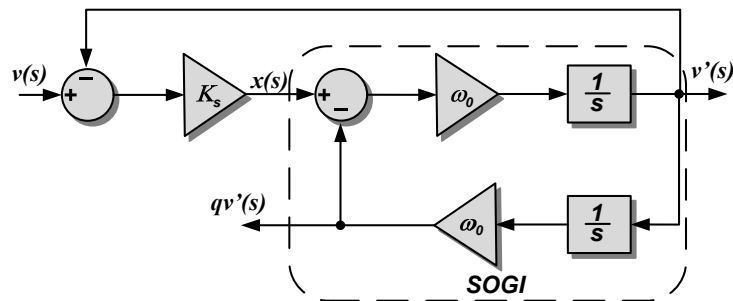 v(s)
−
+
K_s
x(s)
+
−
ω_0
1/s
v'(s)
qv'(s)
ω_0
1/s
SOGI